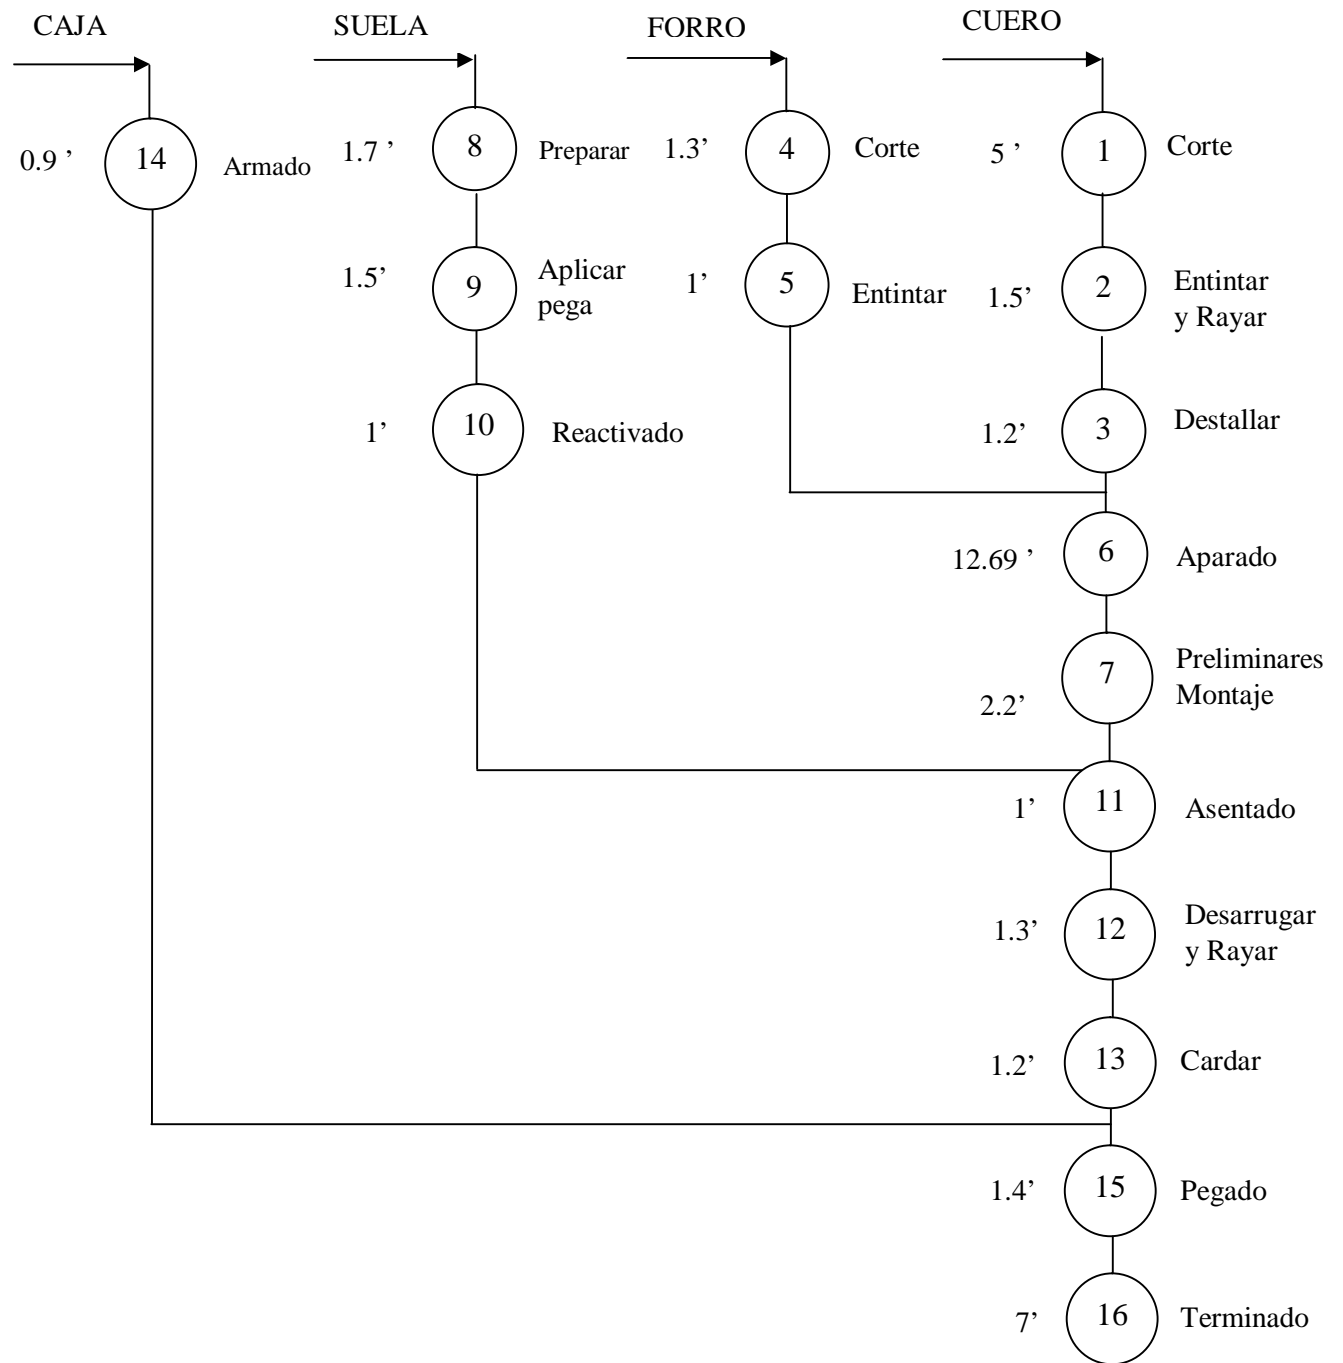 CAJA
SUELA
FORRO
CUERO
0.9 ’
14
Armado
1.7 ’
8
Preparar
1.3’
4
Corte
5 ’
1
Corte
1.5’
9
Aplicar
pega
1’
5
Entintar
1.5’
2
Entintar
y Rayar
1’
10
Reactivado
1.2’
3
Destallar
12.69 ’
6
Aparado
2.2’
7
Preliminares
Montaje
1’
11
Asentado
1.3’
12
Desarrugar
y Rayar
1.2’
13
Cardar
1.4’
15
Pegado
7’
16
Terminado